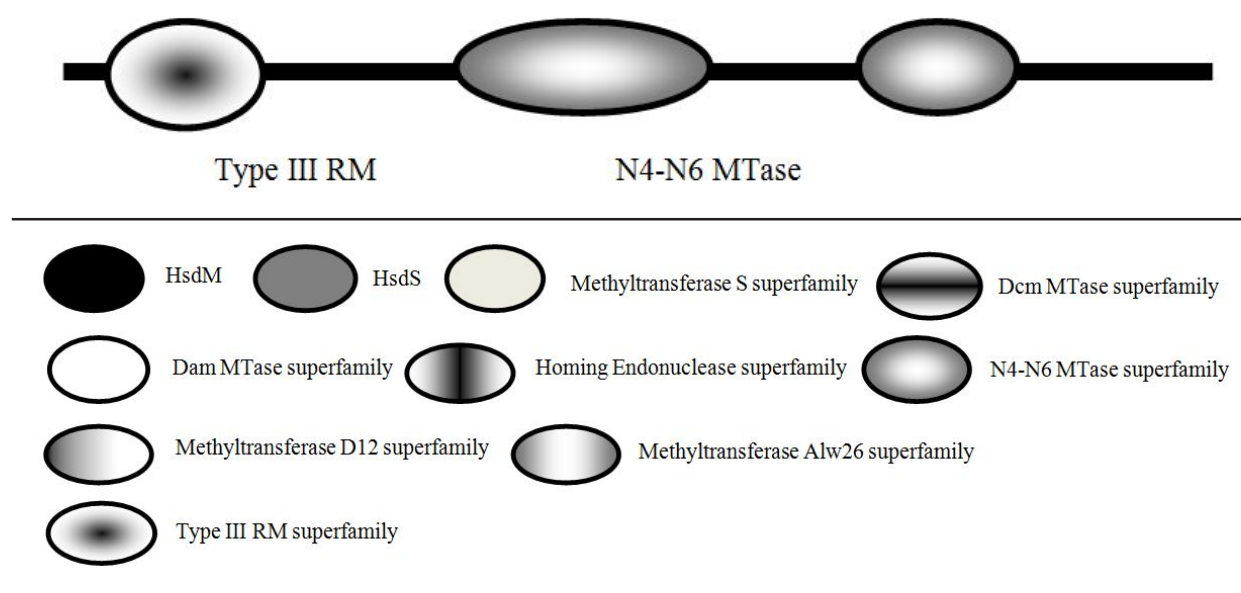 Type III RM
N4-N6 MTase
HsdM
HsdS
Methyltransferase S superfamily
Dcm MTase superfamily
Dam MTase superfamily
Homing Endonuclease superfamily
N4-N6 MTase superfamily
Methyltransferase D12 superfamily
Methyltransferase Alw26 superfamily
Type III RM superfamily